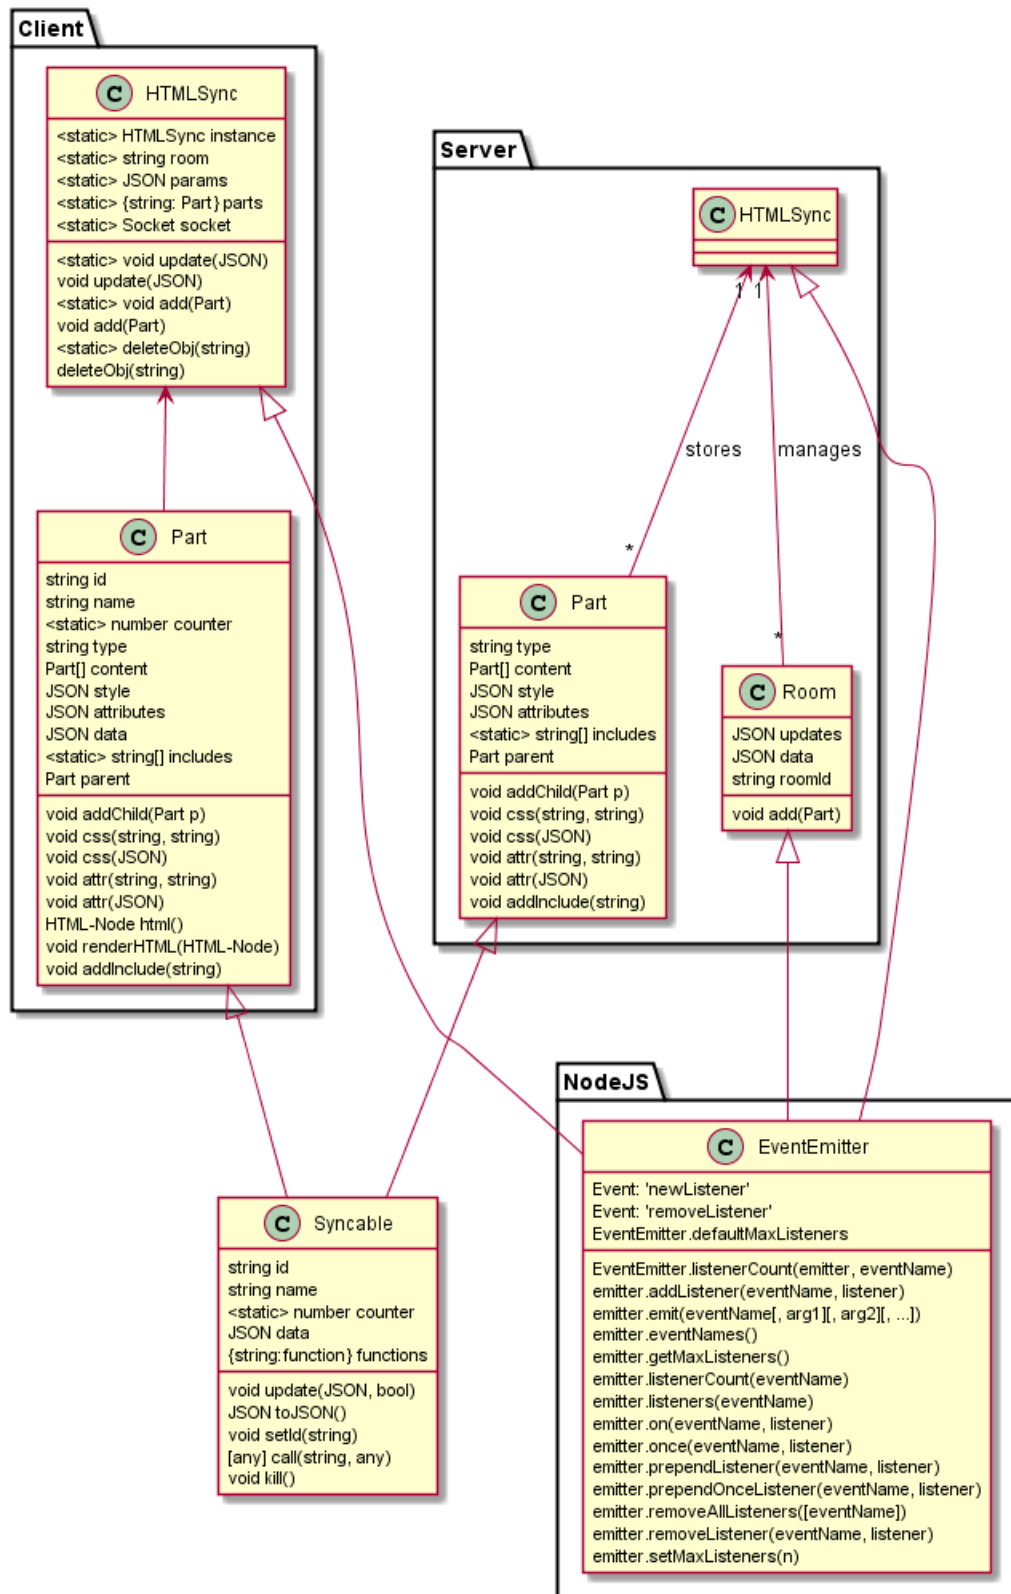 Client
C HTMLSync
<static> HTMLSync instance
<static> string room
<static> JSON params
<static> {string: Part} parts
<static> Socket socket
<static> void update(JSON)
void update(JSON)
<static> void add(Part)
void add(Part)
<static> deleteObj(string)
deleteObj(string)
C Part
string id
string name
<static> number counter
string type
Part[] content
JSON style
JSON attributes
JSON data
<static> string[] includes
Part parent
void addChild(Part p)
void css(string, string)
void css(JSON)
void attr(string, string)
void attr(JSON)
HTML-Node html()
void renderHTML(HTML-Node)
void addInclude(string)
Server
C HTMLSync
1 1
stores
manages
*
*
C Part
string type
Part[] content
JSON style
JSON attributes
<static> string[] includes
Part parent
void addChild(Part p)
void css(string, string)
void css(JSON)
void attr(string, string)
void attr(JSON)
void addInclude(string)
C Room
JSON updates
JSON data
string roomId
void add(Part)
C Syncable
string id
string name
<static> number counter
JSON data
{string:function} functions
void update(JSON, bool)
JSON toJSON()
void setId(string)
[any] call(string, any)
void kill()
NodeJS
C EventEmitter
Event: 'newListener'
Event: 'removeListener'
EventEmitter.defaultMaxListeners
EventEmitter.listenerCount(emitter, eventName)
emitter.addListener(eventName, listener)
emitter.emit(eventName[, arg1][, arg2][, ...])
emitter.eventNames()
emitter.getMaxListeners()
emitter.listenerCount(eventName)
emitter.listeners(eventName)
emitter.on(eventName, listener)
emitter.once(eventName, listener)
emitter.prependListener(eventName, listener)
emitter.prependOnceListener(eventName, listener)
emitter.removeAllListeners([eventName])
emitter.removeListener(eventName, listener)
emitter.setMaxListeners(n)